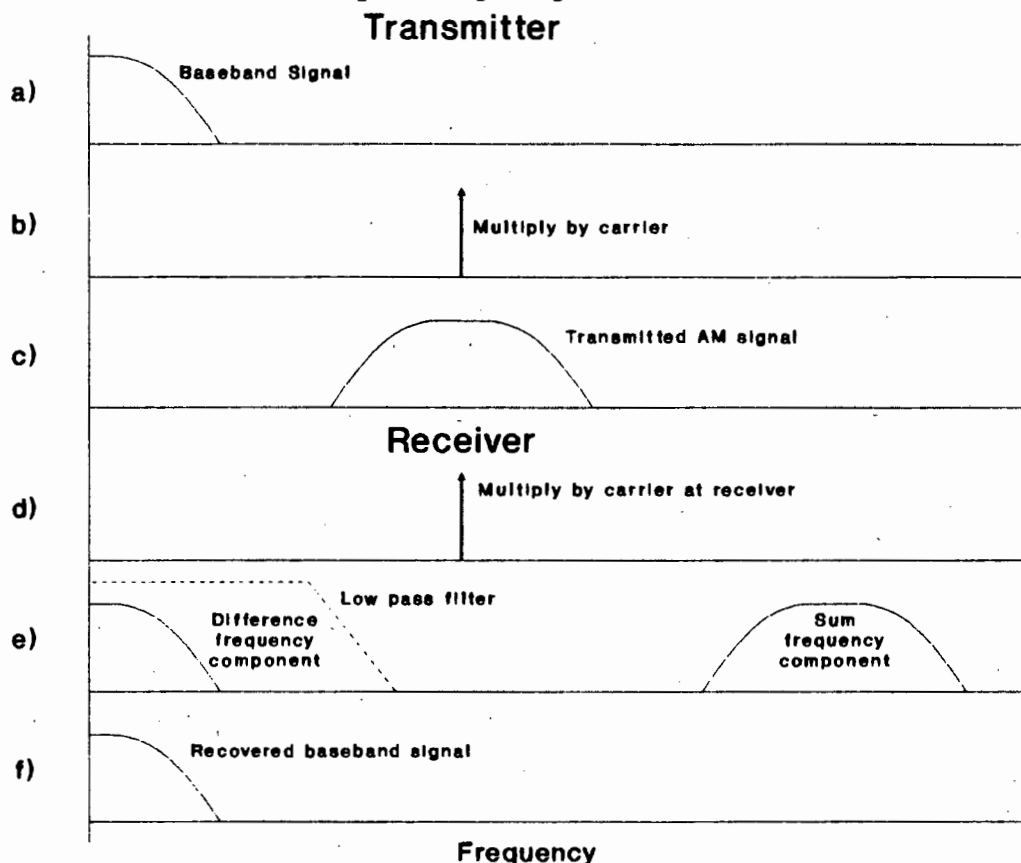 Transmitter
a)
Baseband Signal
b)
Multiply by carrier
c)
Transmitted AM signal
Receiver
d)
Multiply by carrier at receiver
e)
Low pass filter
Difference
frequency
component
Sum
frequency
component
f)
Recovered baseband signal
Frequency